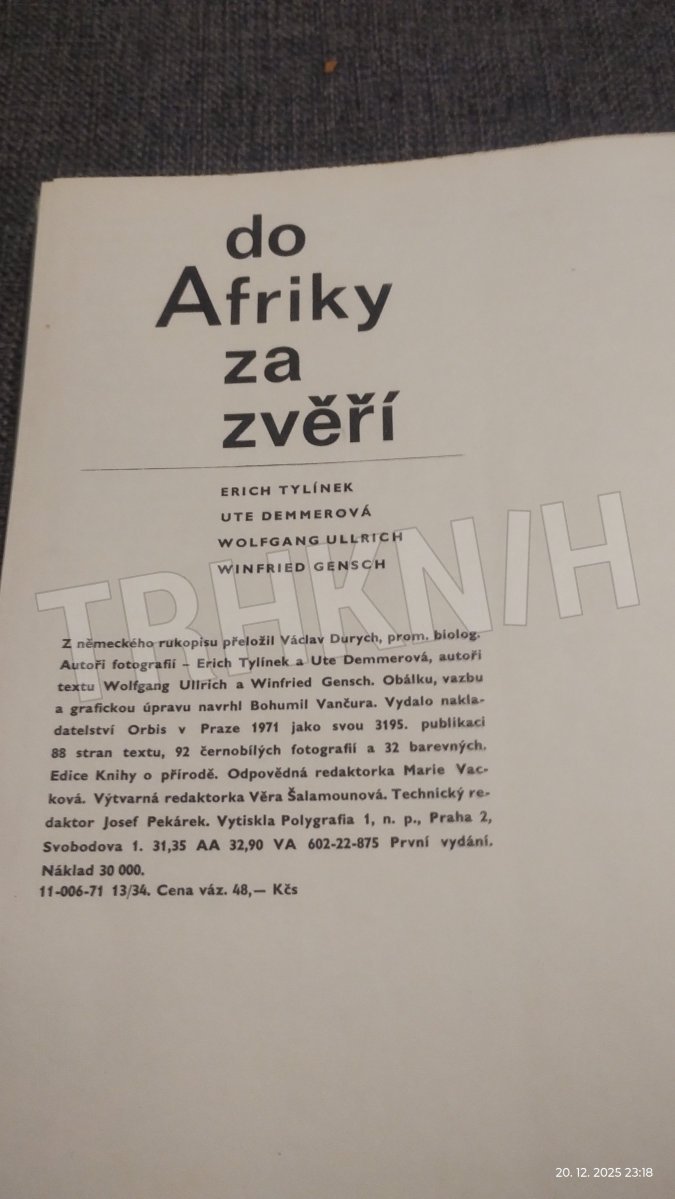 do
Afriky
za
zvěří
ERICH TYLÍNEK
UTE DEMMEROVÁ
WOLFGANG ULLRICH
WINFRIED GENSCH
TRHKNIH
Z německého rukopisu přeložil Václav Durych, prom. biolog.
Autoři fotografií – Erich Tylínek a Ute Demmerová, autoři
textu Wolfgang Ullrich a Winfried Gensch. Obálku, vazbu
a grafickou úpravu navrhl Bohumil Vančura. Vydalo nakla-
datelství Orbis v Praze 1971 jako svou 3195. publikaci
88 stran textu, 92 černobílých fotografií a 32 barevných.
Edice Knihy o přírodě. Odpovědná redaktorka Marie Vac-
ková. Výtvarná redaktorka Věra Šalamounová. Technický re-
daktor Josef Pekárek. Vytiskla Polygrafia 1, n. p., Praha 2,
Svobodova 1. 31,35 AA 32,90 VA 602-22-875 První vydání.
Náklad 30 000.
11-006-71 13/34. Cena váz. 48,— Kčs
20. 12. 2025 23:18